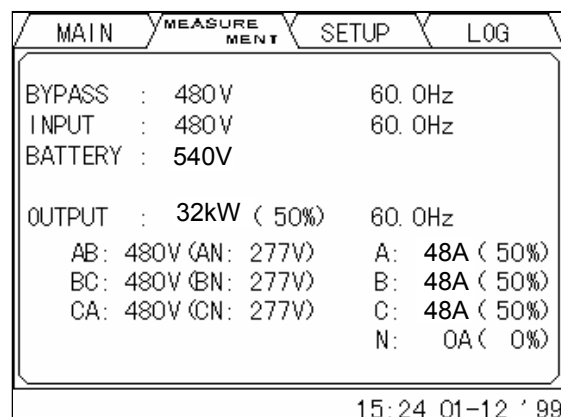 MAIN MEASUREMENT SETUP LOG
BYPASS : 480V 60.0Hz
INPUT : 480V 60.0Hz
BATTERY : 540V
OUTPUT : 32kW (50%) 60.0Hz
AB: 480V(AN: 277V) A: 48A (50%)
BC: 480V(BN: 277V) B: 48A (50%)
CA: 480V(CN: 277V) C: 48A (50%)
N: 0A( 0%)
15:24 01-12 '99